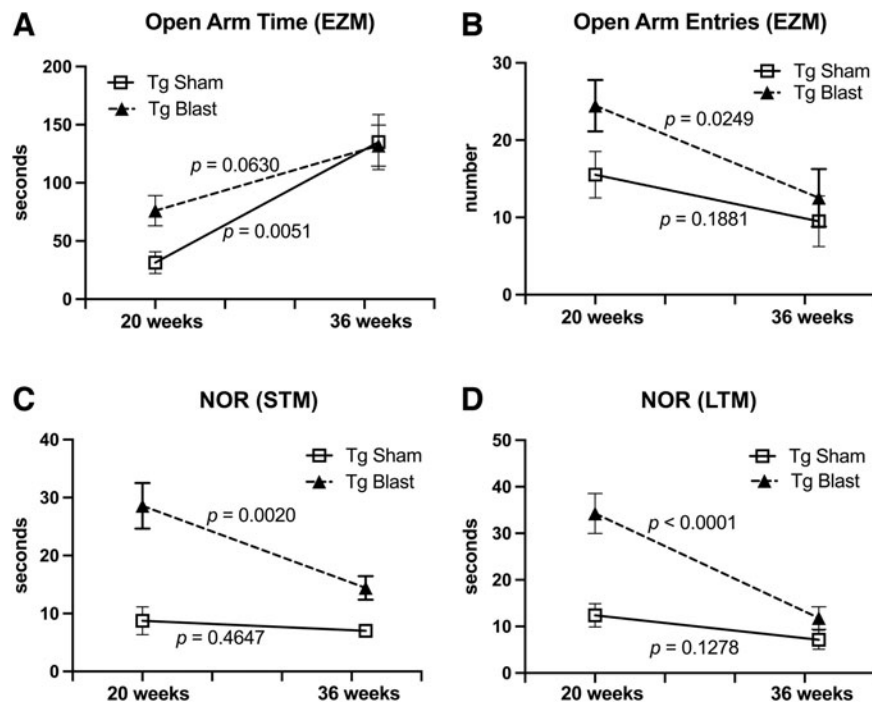 A
Open Arm Time (EZM)
200
150
100
50
0
seconds
Tg Sham
Tg Blast
p = 0.0630
p = 0.0051
20 weeks
36 weeks
B
Open Arm Entries (EZM)
30
20
10
0
number
Tg Sham
Tg Blast
p = 0.0249
p = 0.1881
20 weeks
36 weeks
C
NOR (STM)
40
30
20
10
0
seconds
Tg Sham
Tg Blast
p = 0.0020
p = 0.4647
20 weeks
36 weeks
D
NOR (LTM)
50
40
30
20
10
0
seconds
Tg Sham
Tg Blast
p < 0.0001
p = 0.1278
20 weeks
36 weeks